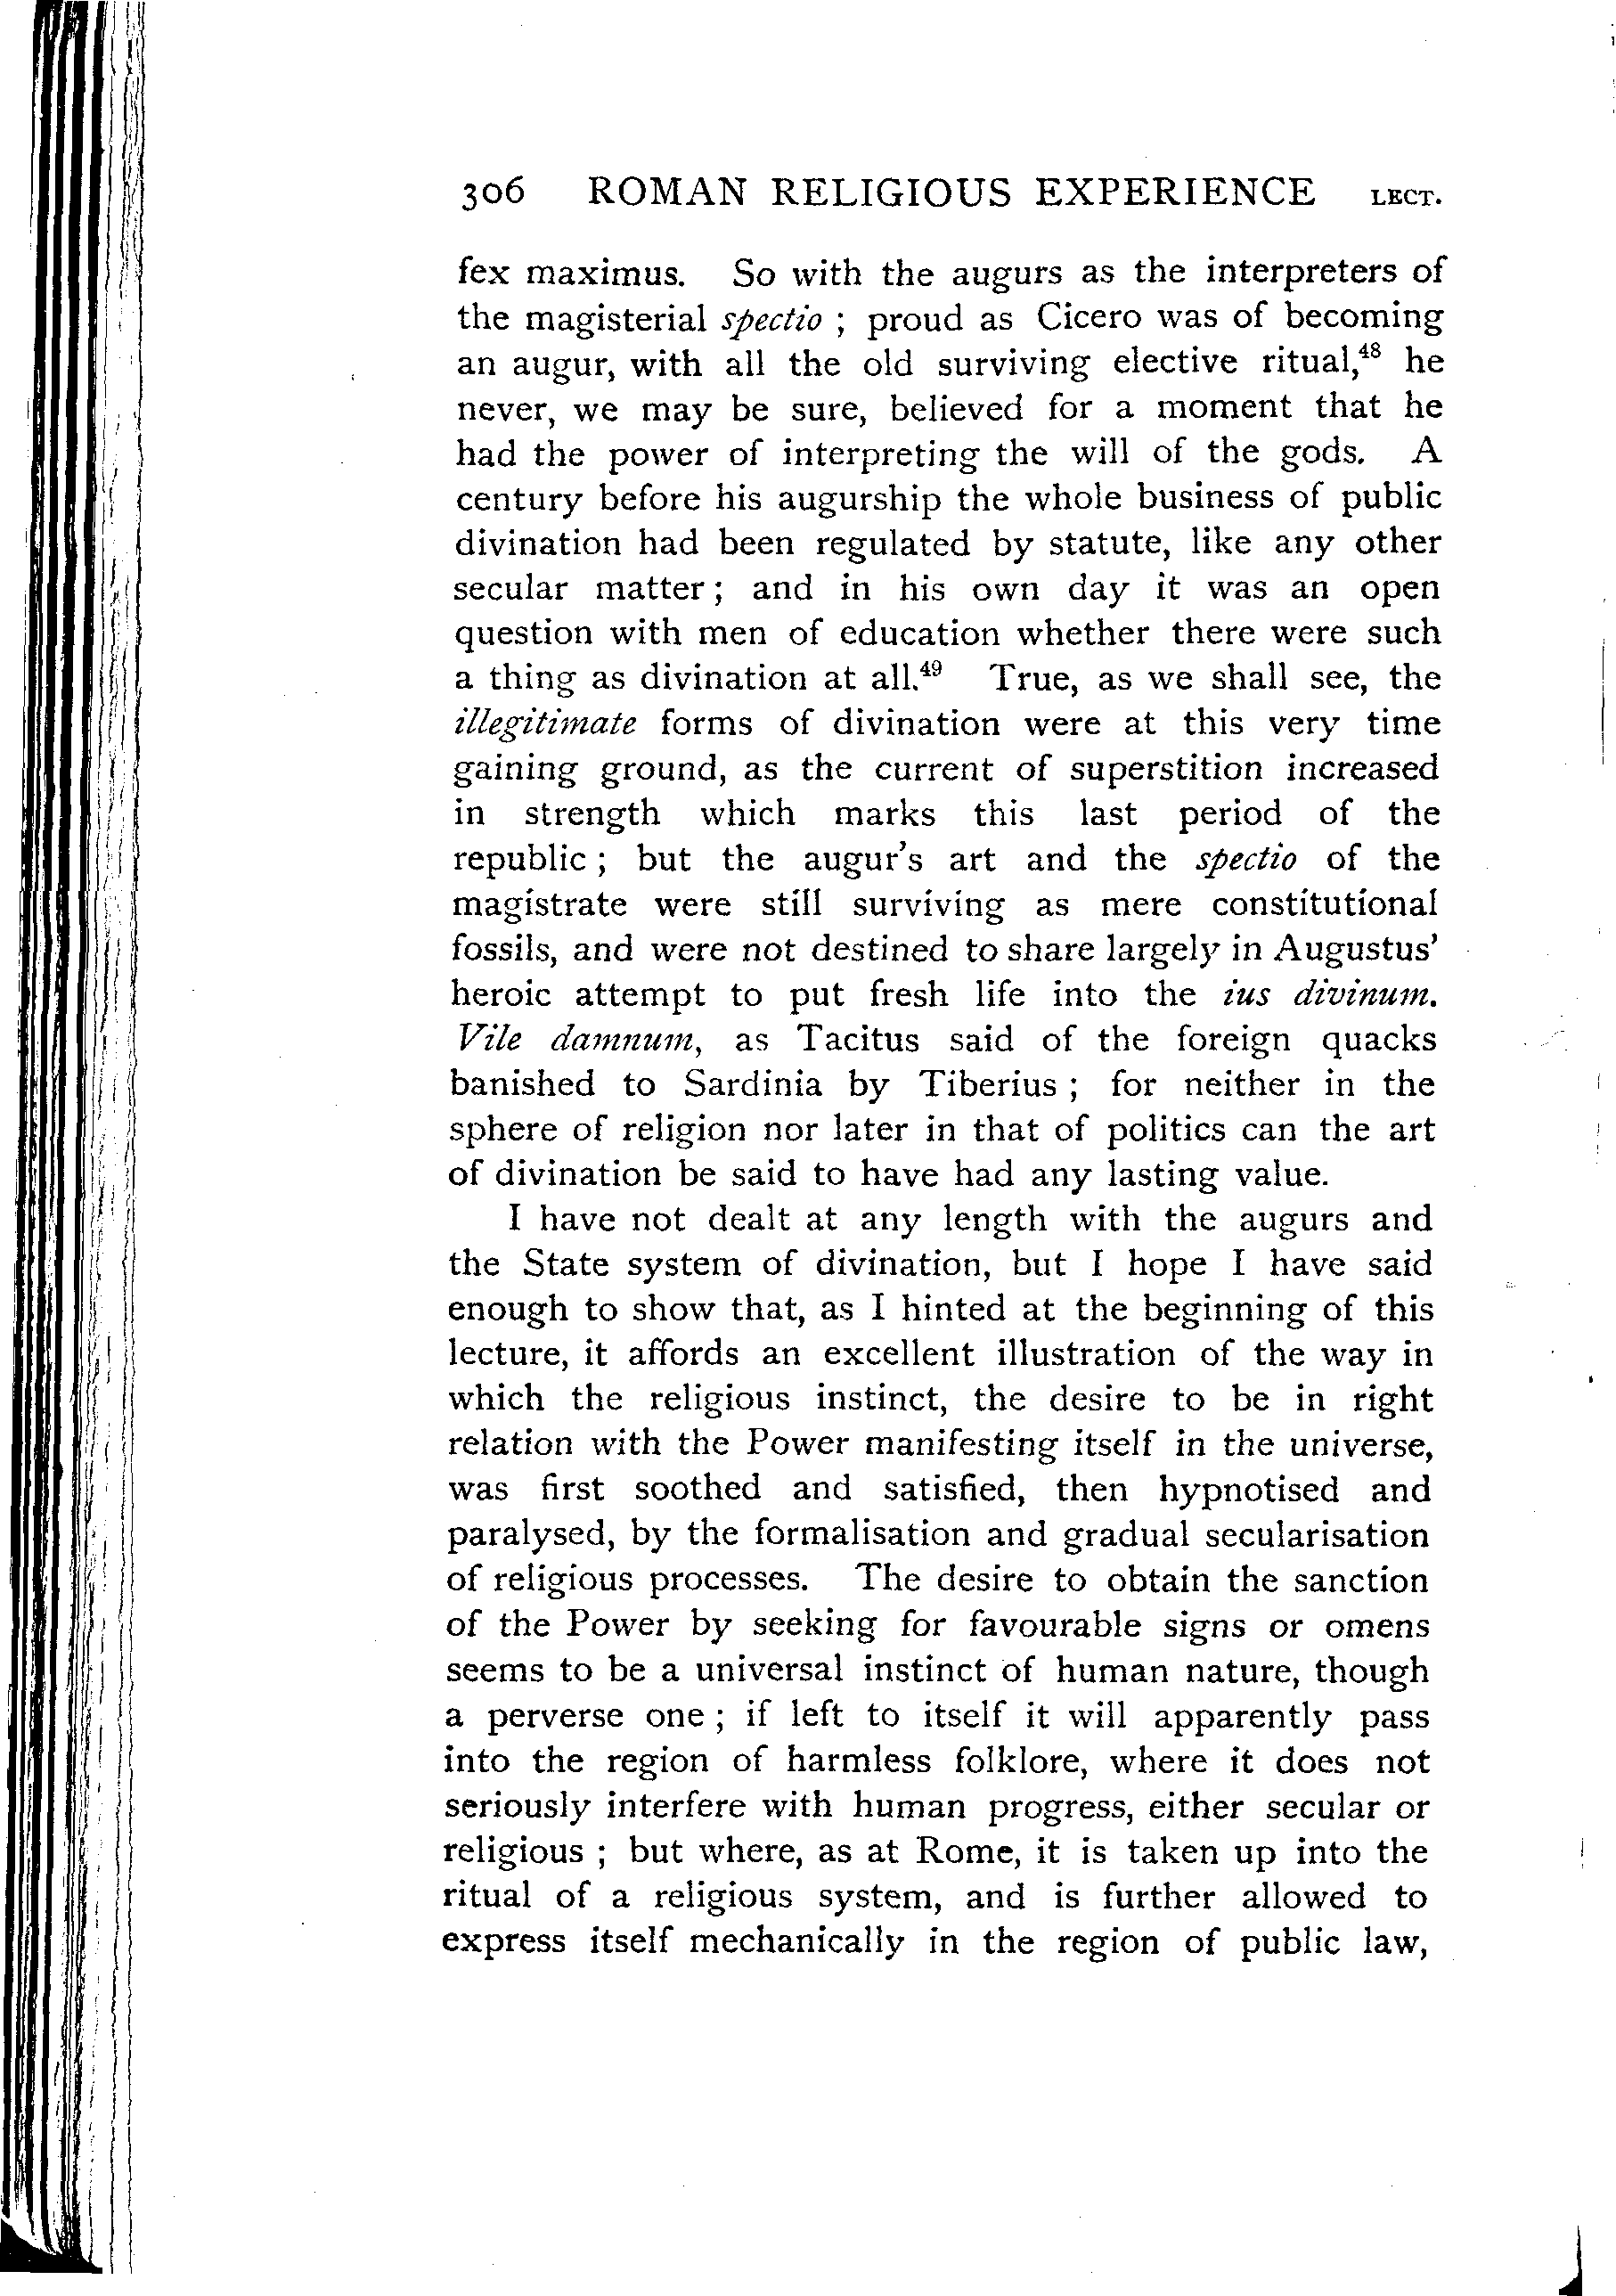 306 ROMAN RELIGIOUS EXPERIENCE LECT.
fex maximus. So with the augurs as the interpreters of
the magisterial spectio ; proud as Cicero was of becoming
an augur, with all the old surviving elective ritual,⁴⁸ he
never, we may be sure, believed for a moment that he
had the power of interpreting the will of the gods. A
century before his augurship the whole business of public
divination had been regulated by statute, like any other
secular matter ; and in his own day it was an open
question with men of education whether there were such
a thing as divination at all.⁴⁹ True, as we shall see, the
illegitimate forms of divination were at this very time
gaining ground, as the current of superstition increased
in strength which marks this last period of the
republic ; but the augur's art and the spectio of the
magistrate were still surviving as mere constitutional
fossils, and were not destined to share largely in Augustus'
heroic attempt to put fresh life into the ius divinum.
Vile damnum, as Tacitus said of the foreign quacks
banished to Sardinia by Tiberius ; for neither in the
sphere of religion nor later in that of politics can the art
of divination be said to have had any lasting value.
I have not dealt at any length with the augurs and
the State system of divination, but I hope I have said
enough to show that, as I hinted at the beginning of this
lecture, it affords an excellent illustration of the way in
which the religious instinct, the desire to be in right
relation with the Power manifesting itself in the universe,
was first soothed and satisfied, then hypnotised and
paralysed, by the formalisation and gradual secularisation
of religious processes. The desire to obtain the sanction
of the Power by seeking for favourable signs or omens
seems to be a universal instinct of human nature, though
a perverse one ; if left to itself it will apparently pass
into the region of harmless folklore, where it does not
seriously interfere with human progress, either secular or
religious ; but where, as at Rome, it is taken up into the
ritual of a religious system, and is further allowed to
express itself mechanically in the region of public law,